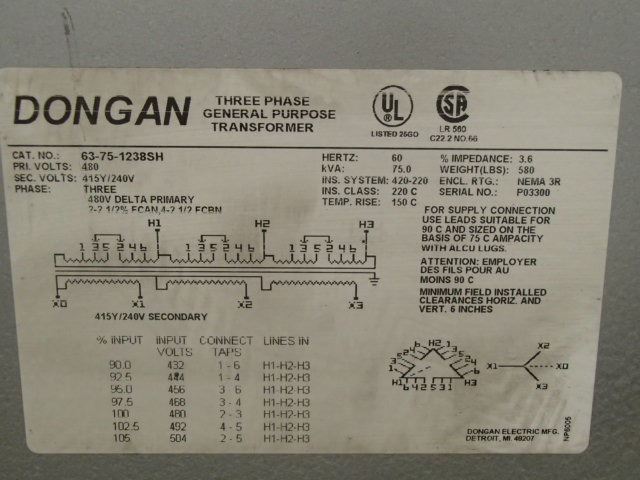 DONGAN
THREE PHASE
GENERAL PURPOSE
TRANSFORMER
UL
LISTED 25GO
SA
LR 560
C22.2 NO.66
CAT. NO.: 63-75-1238SH
PRI. VOLTS: 480
SEC. VOLTS: 415Y/240V
PHASE: THREE
480V DELTA PRIMARY
2-2 1/2% FCAN,4-2 1/2 FCBN
HERTZ: 60
kVA: 75.0
INS. SYSTEM: 420-220
INS. CLASS: 220 C
TEMP. RISE: 150 C
% IMPEDANCE: 3.6
WEIGHT(LBS): 580
ENCL. RTG.: NEMA 3R
SERIAL NO.: P03300
FOR SUPPLY CONNECTION
USE LEADS SUITABLE FOR
90 C AND SIZED ON THE
BASIS OF 75 C AMPACITY
WITH ALCU LUGS.
ATTENTION: EMPLOYER
DES FILS POUR AU
MOINS 90 C
MINIMUM FIELD INSTALLED
CLEARANCES HORIZ. AND
VERT. 6 INCHES
H1 H2 H3
1 3 5 2 4 6 1 3 5 2 4 6 1 3 5 2 4 6
X0 X1 X2 X3
415Y/240V SECONDARY
% INPUT INPUT VOLTS CONNECT TAPS LINES IN
90.0 432 1 - 6 H1-H2-H3
92.5 444 1 - 4 H1-H2-H3
95.0 456 3 - 6 H1-H2-H3
97.5 468 3 - 4 H1-H2-H3
100 480 2 - 3 H1-H2-H3
102.5 492 4 - 5 H1-H2-H3
105 504 2 - 5 H1-H2-H3
H2
H1 6 4 2 5 3 1 H3
X2
X1 X0
X3
DONGAN ELECTRIC MFG.
DETROIT, MI. 48207
NP6005